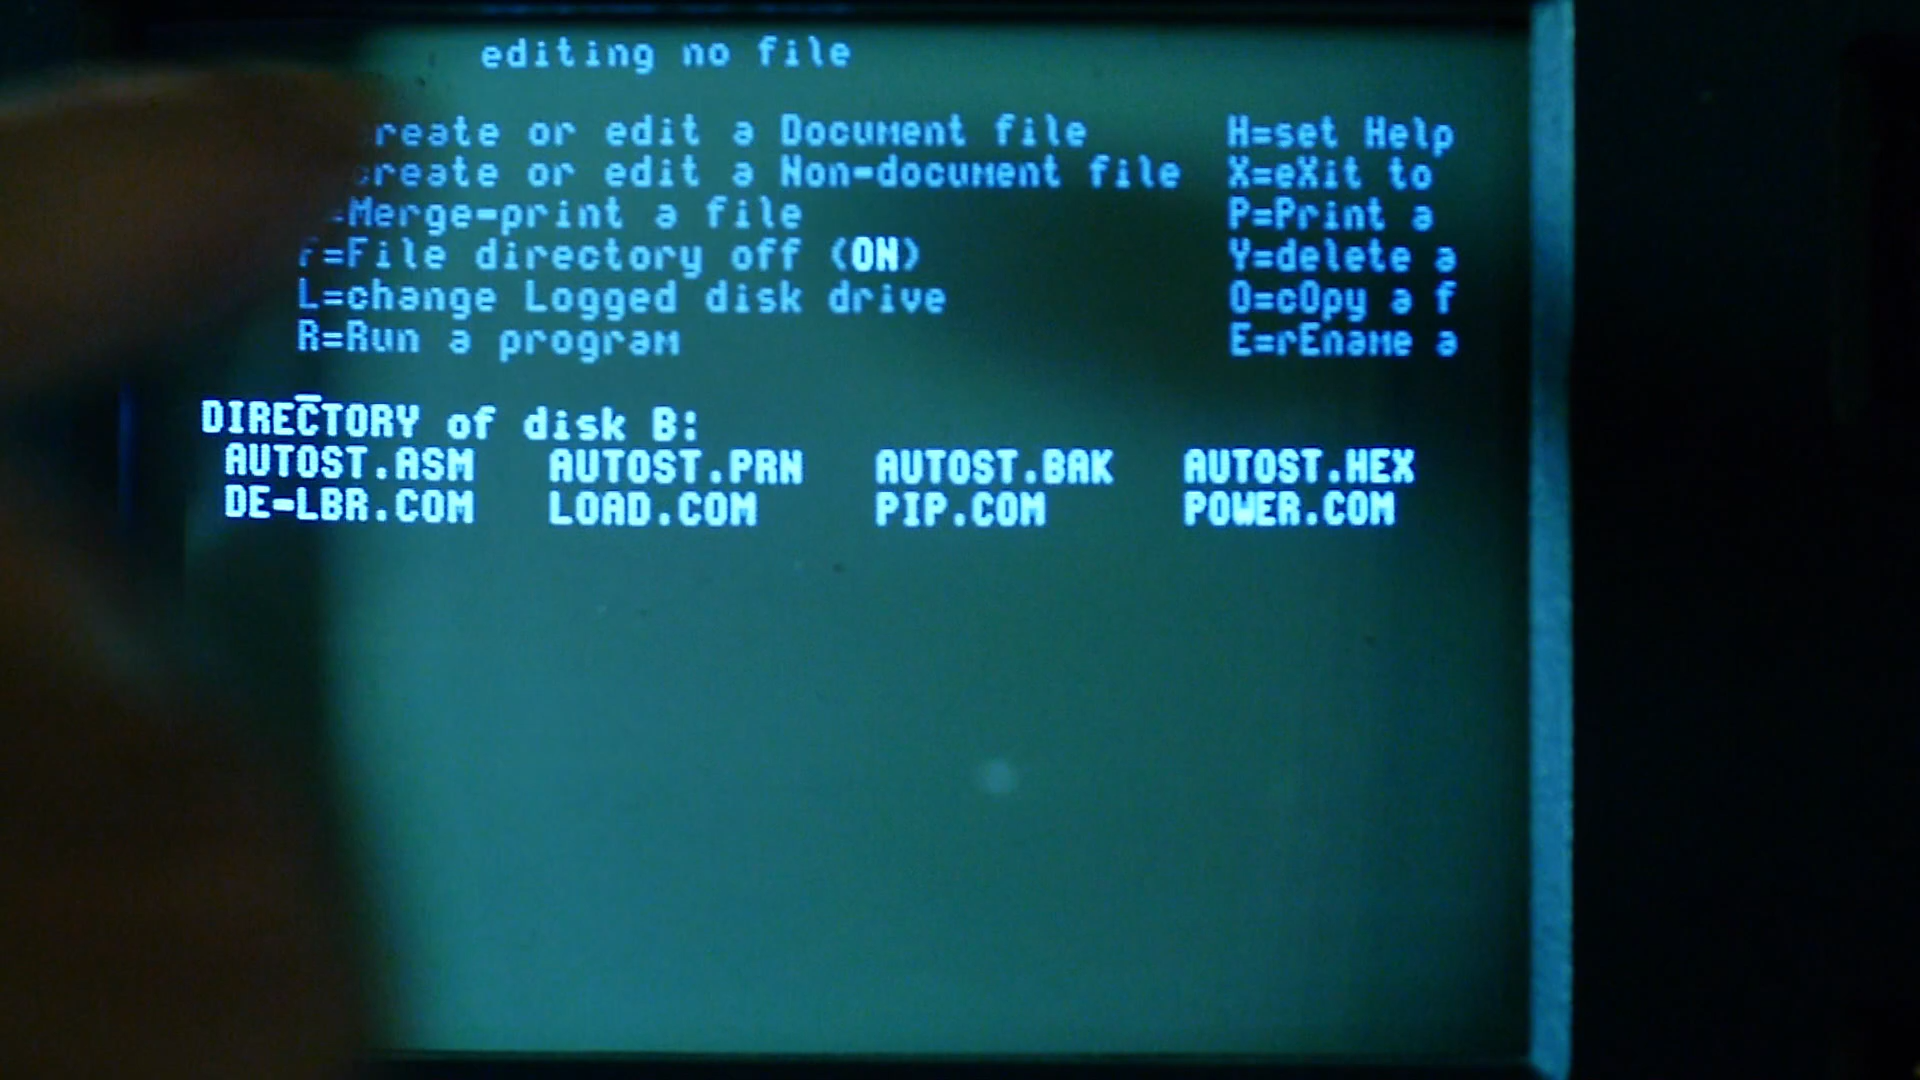 editing no file
create or edit a Document file H=set Help
create or edit a Non-document file X=eXit to
=Merge-print a file P=Print a
F=File directory off (ON) Y=delete a
L=change Logged disk drive O=cOpy a f
R=Run a program E=rEname a
DIRECTORY of disk B:
AUTOST.ASM AUTOST.PRN AUTOST.BAK AUTOST.HEX
DE-LBR.COM LOAD.COM PIP.COM POWER.COM